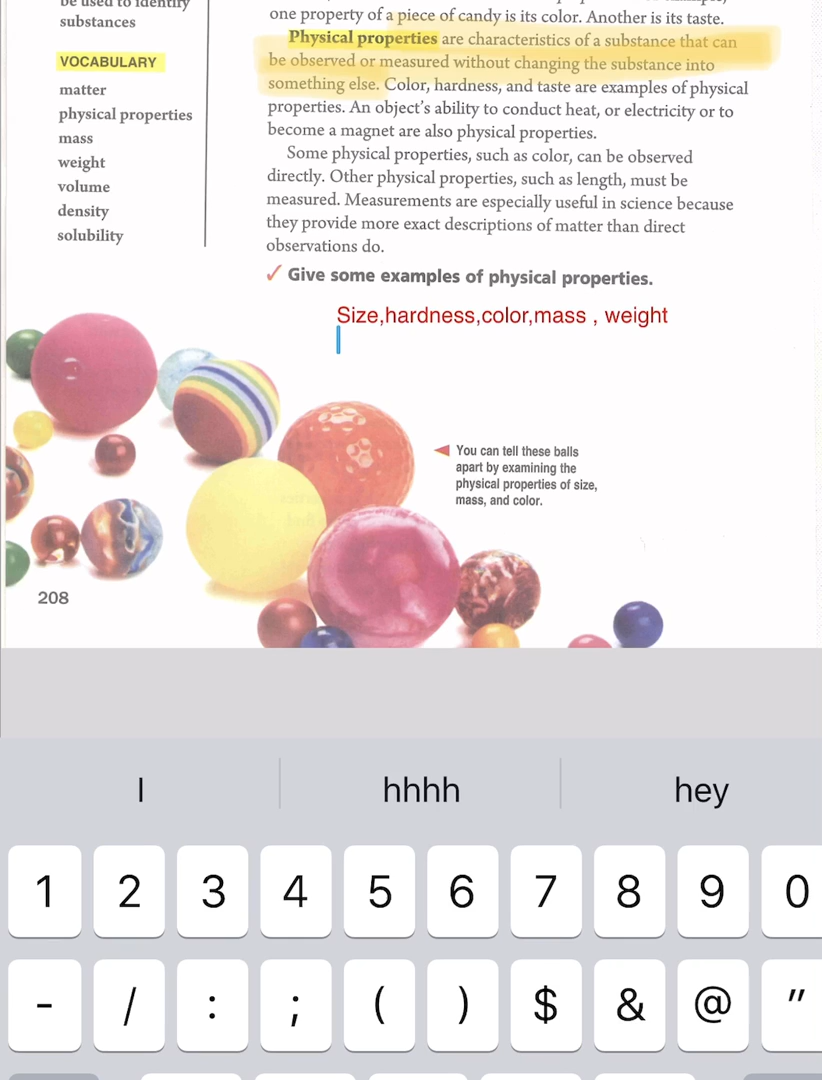 be used to identify
substances
VOCABULARY
matter
physical properties
mass
weight
volume
density
solubility
one property of a piece of candy is its color. Another is its taste.
Physical properties are characteristics of a substance that can
be observed or measured without changing the substance into
something else. Color, hardness, and taste are examples of physical
properties. An object's ability to conduct heat, or electricity or to
become a magnet are also physical properties.
Some physical properties, such as color, can be observed
directly. Other physical properties, such as length, must be
measured. Measurements are especially useful in science because
they provide more exact descriptions of matter than direct
observations do.
✓ Give some examples of physical properties.
Size,hardness,color,mass , weight
You can tell these balls
apart by examining the
physical properties of size,
mass, and color.
208
I hhhh hey
1 2 3 4 5 6 7 8 9 0
- / : ; ( ) $ & @ "